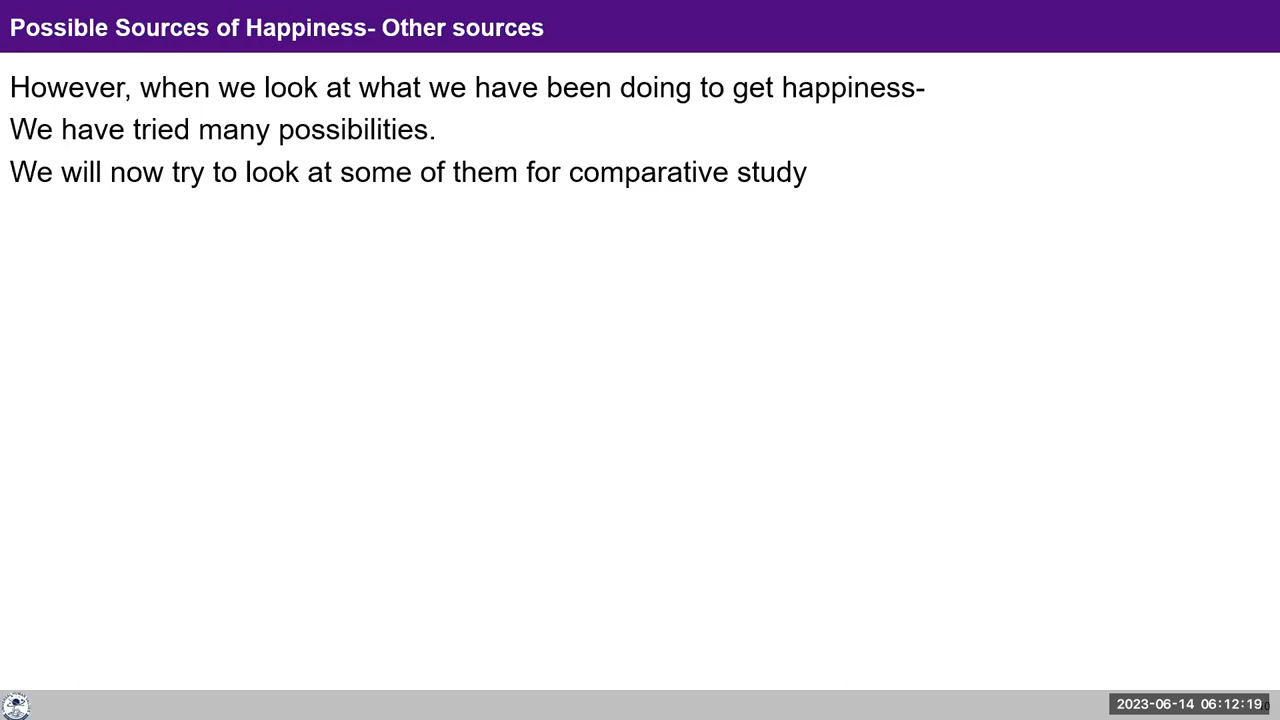 Possible Sources of Happiness- Other sources
However, when we look at what we have been doing to get happiness-
We have tried many possibilities.
We will now try to look at some of them for comparative study
2023-06-14 06:12:19